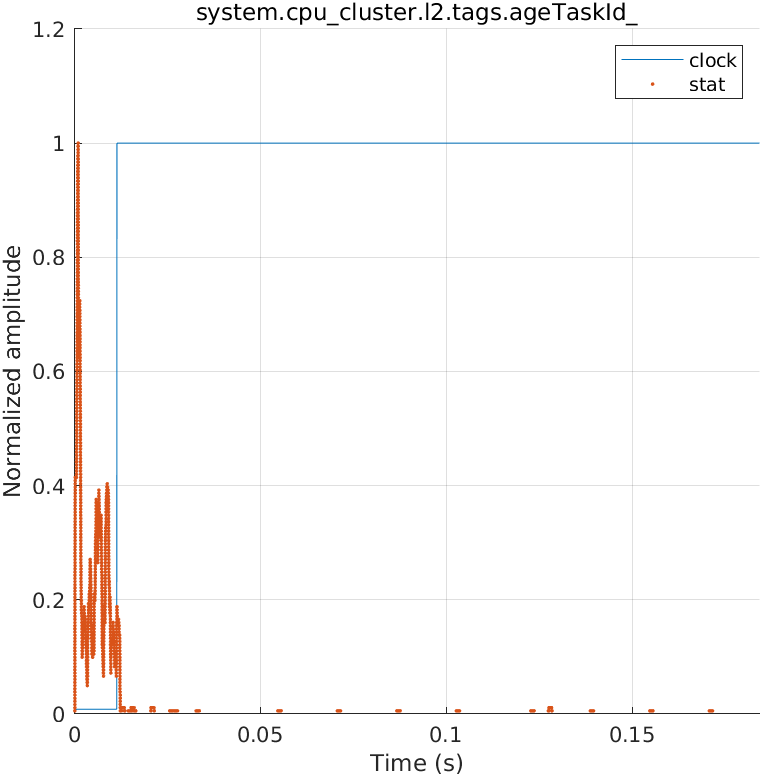 system.cpu_cluster.l2.tags.ageTaskId_
1.2
clock
stat
1
0.8
0.6
0.4
0.2
0
Normalized amplitude
0
0.05
0.1
0.15
Time (s)